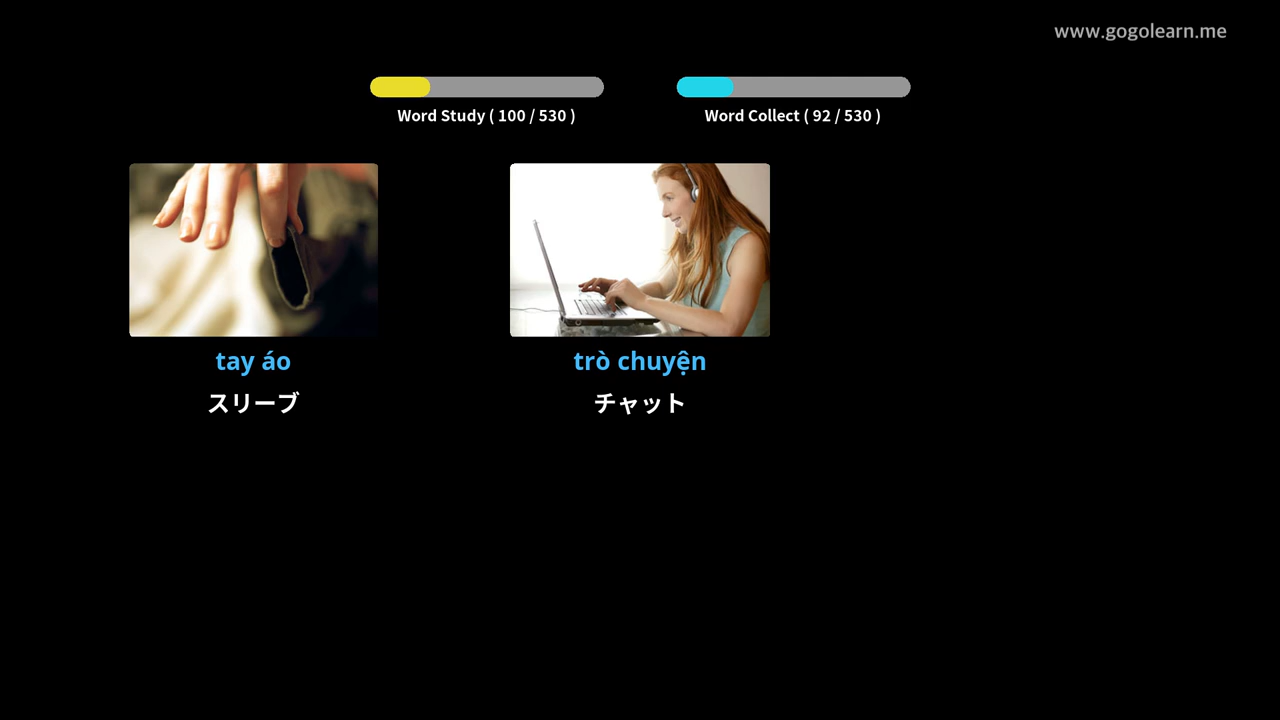 www.gogolearn.me
Word Study ( 100 / 530 )
Word Collect ( 92 / 530 )
tay áo
スリーブ
trò chuyện
チャット